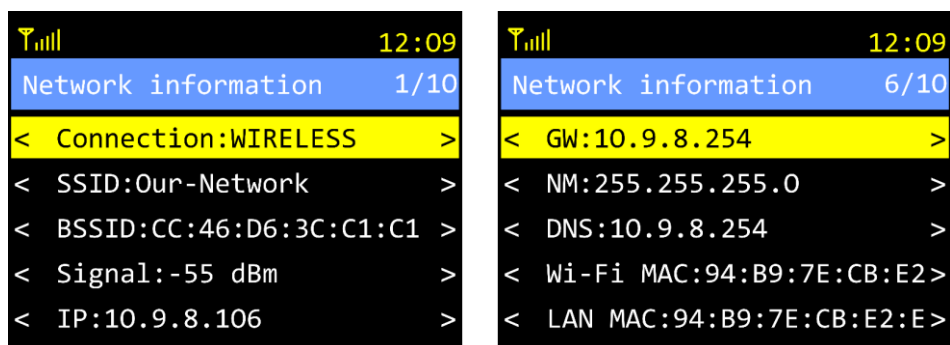 12:09
Network information 1/10
< Connection:WIRELESS >
< SSID:Our-Network >
< BSSID:CC:46:D6:3C:C1:C1 >
< Signal:-55 dBm >
< IP:10.9.8.106 >
12:09
Network information 6/10
< GW:10.9.8.254 >
< NM:255.255.255.0 >
< DNS:10.9.8.254 >
< Wi-Fi MAC:94:B9:7E:CB:E2>
< LAN MAC:94:B9:7E:CB:E2:E>